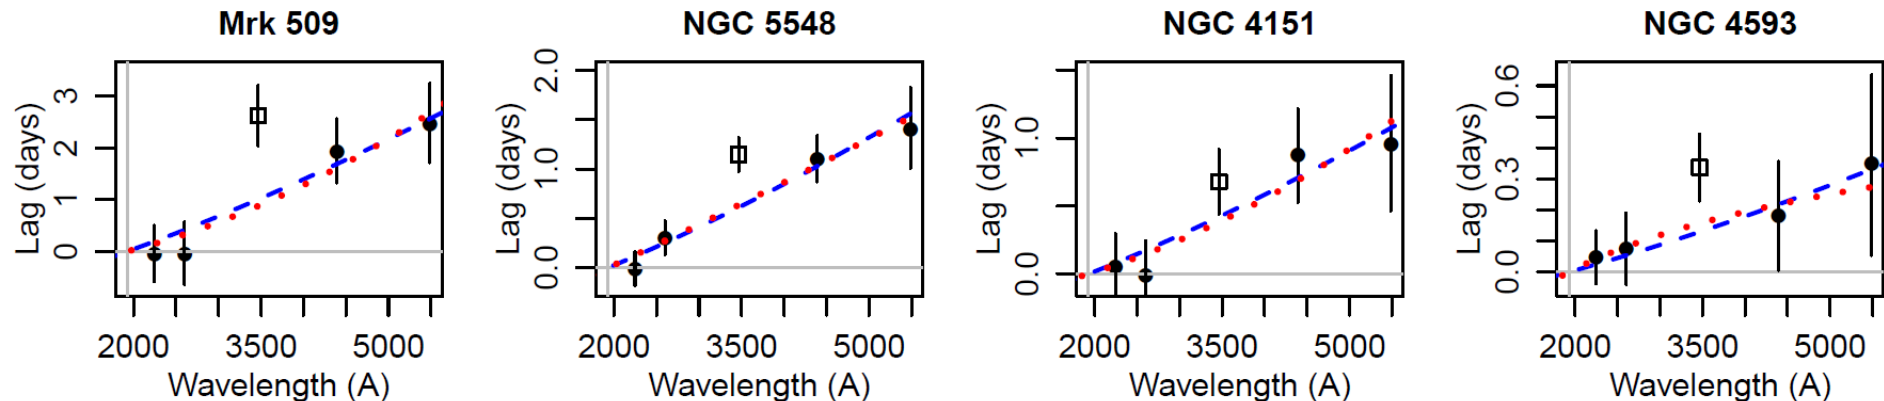 Mrk 509
NGC 5548
NGC 4151
NGC 4593
Lag (days)
0 1 2 3
2000 3500 5000
Wavelength (A)
Lag (days)
0.0 1.0 2.0
2000 3500 5000
Wavelength (A)
Lag (days)
0.0 1.0
2000 3500 5000
Wavelength (A)
Lag (days)
0.0 0.3 0.6
2000 3500 5000
Wavelength (A)